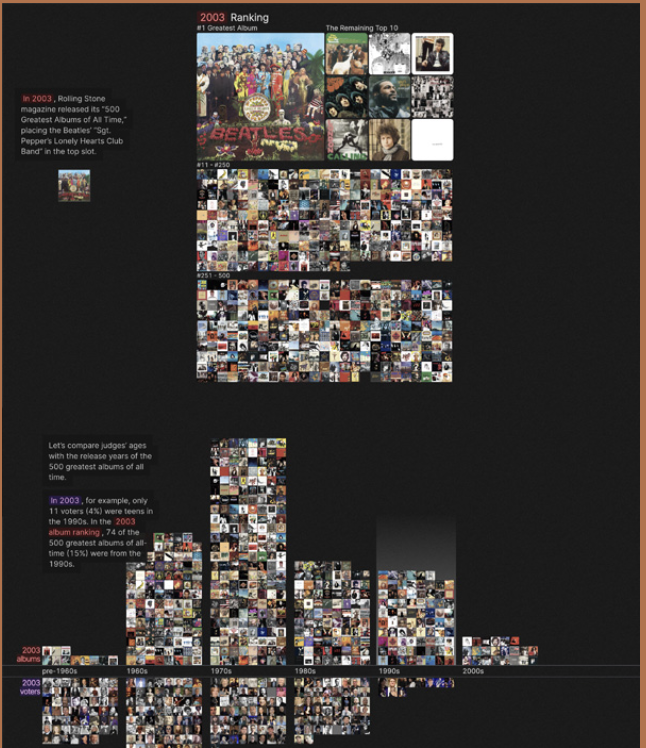 2003 Ranking
#1 Greatest Album
The Remaining Top 10
In 2003, Rolling Stone
magazine released its "500
Greatest Albums of All Time,"
placing the Beatles' "Sgt.
Pepper's Lonely Hearts Club
Band" in the top slot.
BEATLES
CALLING
#11 - #250
#251 - 500
Let's compare judges' ages
with the release years of the
500 greatest albums of all
time.
In 2003, for example, only
11 voters (4%) were teens in
the 1990s. In the 2003
album ranking, 74 of the
500 greatest albums of all-
time (15%) were from the
1990s.
2003
albums
pre-1960s
1960s
1970s
1980s
1990s
2000s
2003
voters